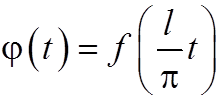 φ(t) = f(l/π t)